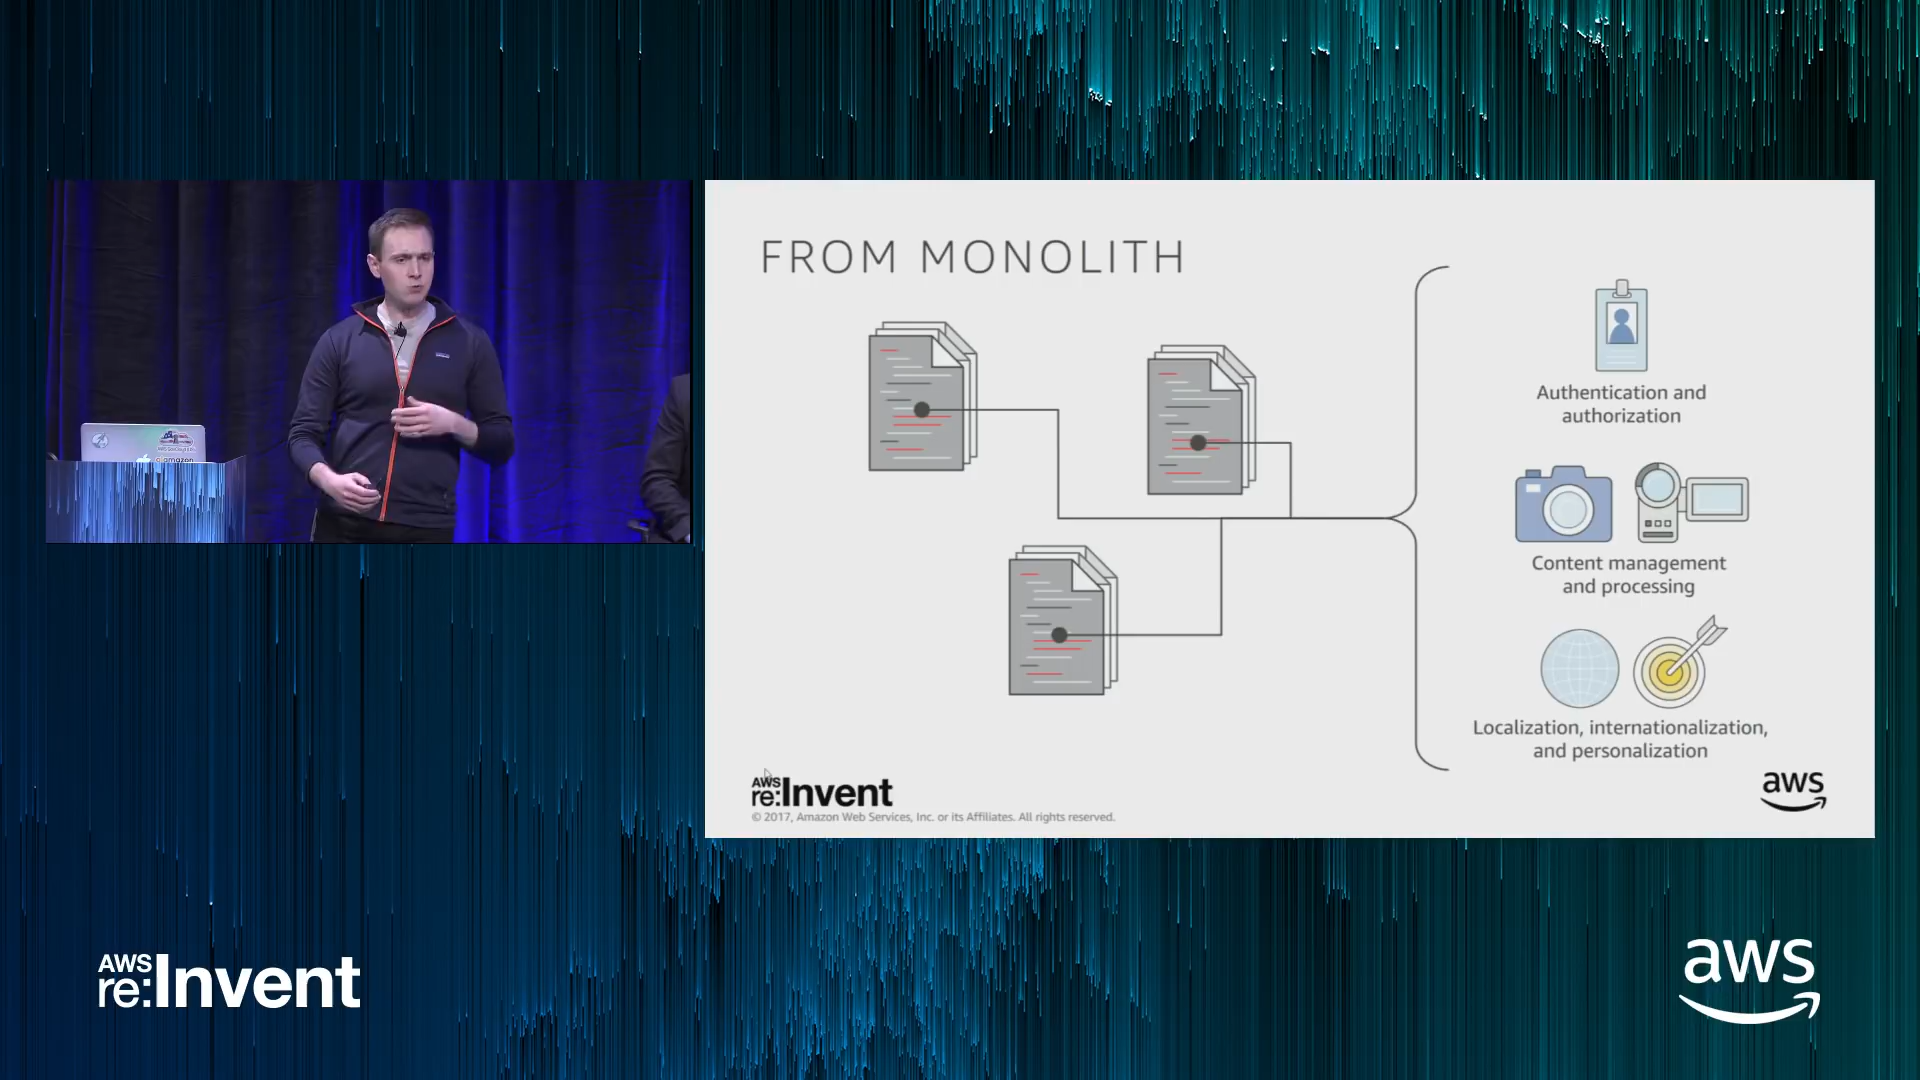 FROM MONOLITH
Authentication and
authorization
Content management
and processing
Localization, internationalization,
and personalization
AWS
re:Invent
© 2017, Amazon Web Services, Inc. or its Affiliates. All rights reserved.
aws
amazon
AWS
re:Invent
aws